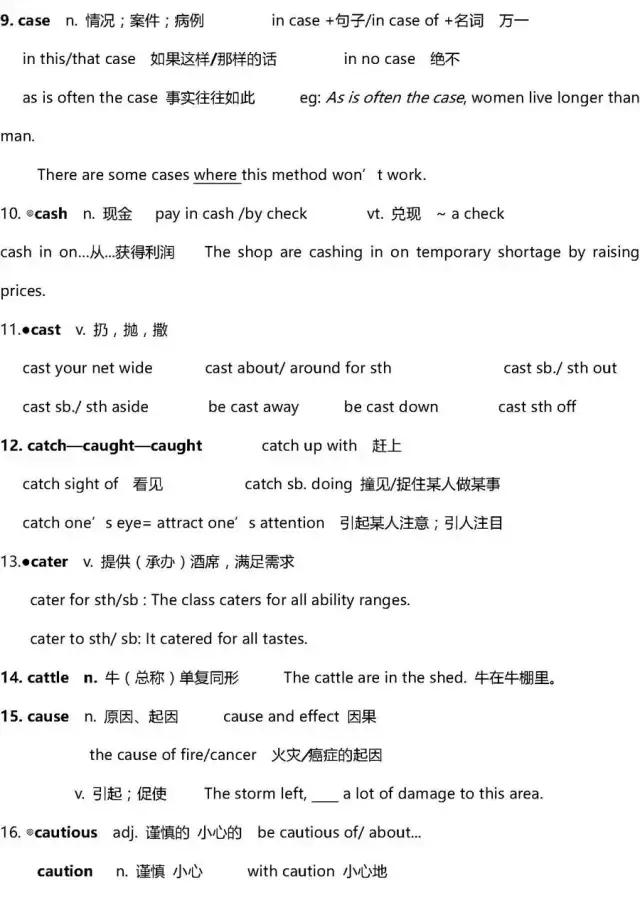 9. case n. 情况；案件；病例 in case +句子/in case of +名词 万一
in this/that case 如果这样/那样的话 in no case 绝不
as is often the case 事实往往如此 eg: As is often the case, women live longer than
man.
There are some cases where this method won't work.
10. ⊙cash n. 现金 pay in cash /by check vt. 兑现 ~ a check
cash in on...从...获得利润 The shop are cashing in on temporary shortage by raising
prices.
11.●cast v. 扔，抛，撒
cast your net wide cast about/ around for sth cast sb./ sth out
cast sb./ sth aside be cast away be cast down cast sth off
12. catch—caught—caught catch up with 赶上
catch sight of 看见 catch sb. doing 撞见/捉住某人做某事
catch one's eye= attract one's attention 引起某人注意；引人注目
13.●cater v. 提供（承办）酒席，满足需求
cater for sth/sb : The class caters for all ability ranges.
cater to sth/ sb: It catered for all tastes.
14. cattle n. 牛（总称）单复同形 The cattle are in the shed. 牛在牛棚里。
15. cause n. 原因、起因 cause and effect 因果
the cause of fire/cancer 火灾/癌症的起因
v. 引起；促使 The storm left, ____ a lot of damage to this area.
16. ⊙cautious adj. 谨慎的 小心的 be cautious of/ about...
caution n. 谨慎 小心 with caution 小心地